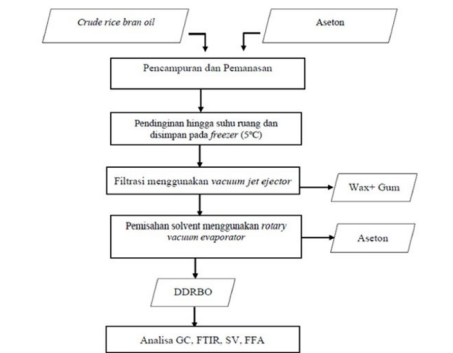 Crude rice bran oil
Aseton
Pencampuran dan Pemanasan
Pendinginan hingga suhu ruang dan
disimpan pada freezer (5°C)
Filtrasi menggunakan vacuum jet ejector
Wax+ Gum
Pemisahan solvent menggunakan rotary
vacuum evaporator
Aseton
DDRBO
Analisa GC, FTIR, SV, FFA